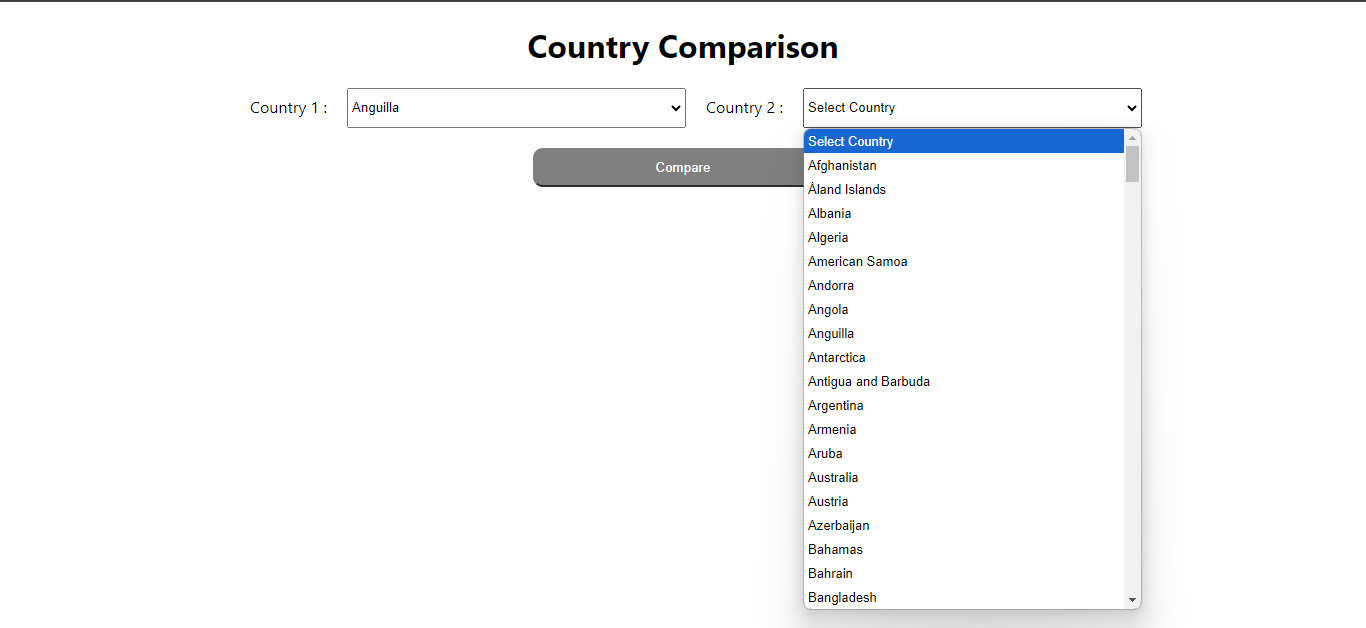 Country Comparison
Country 1 : Anguilla Country 2 : Select Country
Compare
Select Country
Afghanistan
Åland Islands
Albania
Algeria
American Samoa
Andorra
Angola
Anguilla
Antarctica
Antigua and Barbuda
Argentina
Armenia
Aruba
Australia
Austria
Azerbaijan
Bahamas
Bahrain
Bangladesh